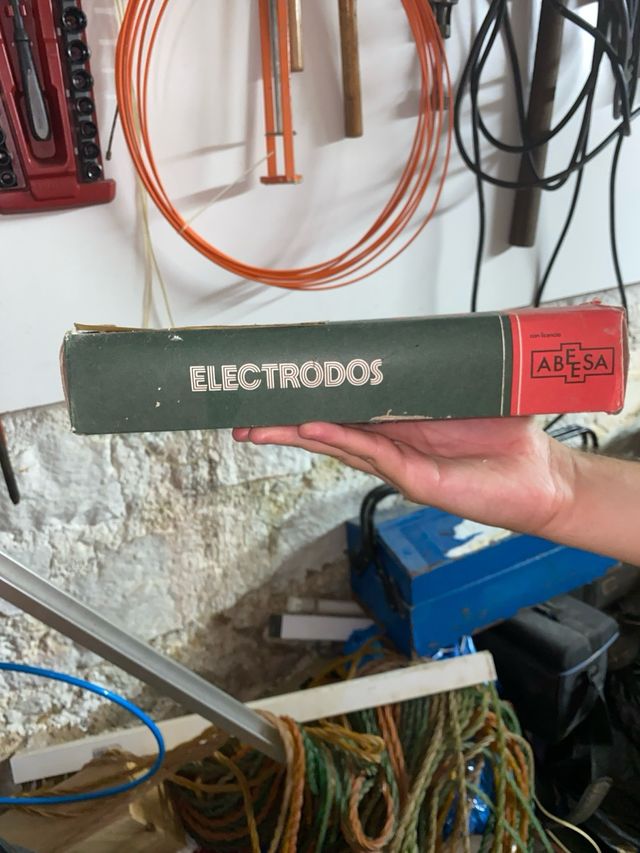 ELECTRODOS
con licencia
ABEESA